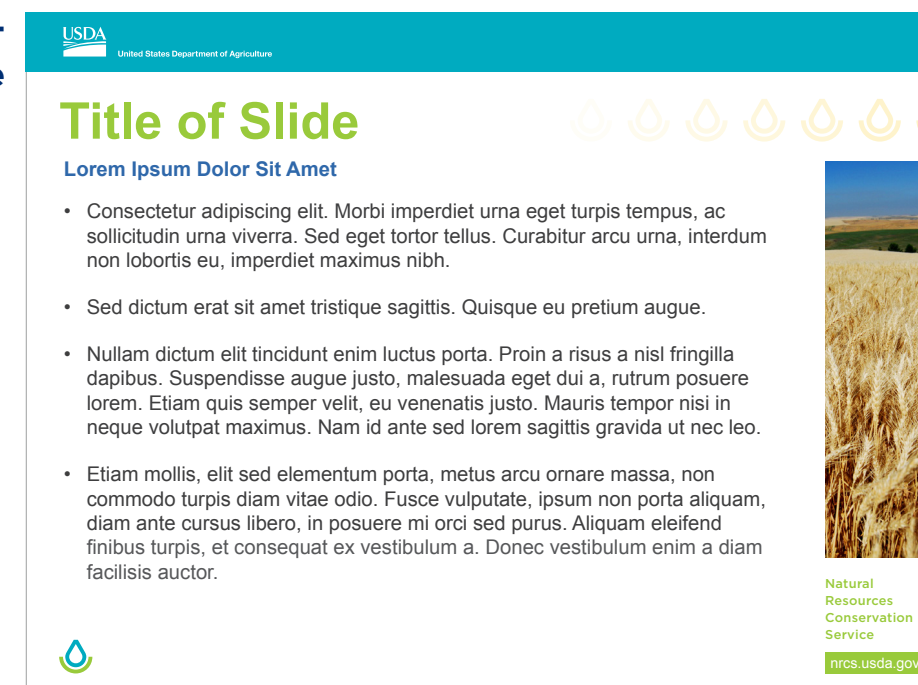 USDA
United States Department of Agriculture
Title of Slide
Lorem Ipsum Dolor Sit Amet
• Consectetur adipiscing elit. Morbi imperdiet urna eget turpis tempus, ac
sollicitudin urna viverra. Sed eget tortor tellus. Curabitur arcu urna, interdum
non lobortis eu, imperdiet maximus nibh.
• Sed dictum erat sit amet tristique sagittis. Quisque eu pretium augue.
• Nullam dictum elit tincidunt enim luctus porta. Proin a risus a nisl fringilla
dapibus. Suspendisse augue justo, malesuada eget dui a, rutrum posuere
lorem. Etiam quis semper velit, eu venenatis justo. Mauris tempor nisi in
neque volutpat maximus. Nam id ante sed lorem sagittis gravida ut nec leo.
• Etiam mollis, elit sed elementum porta, metus arcu ornare massa, non
commodo turpis diam vitae odio. Fusce vulputate, ipsum non porta aliquam,
diam ante cursus libero, in posuere mi orci sed purus. Aliquam eleifend
finibus turpis, et consequat ex vestibulum a. Donec vestibulum enim a diam
facilisis auctor.
Natural
Resources
Conservation
Service
nrcs.usda.gov